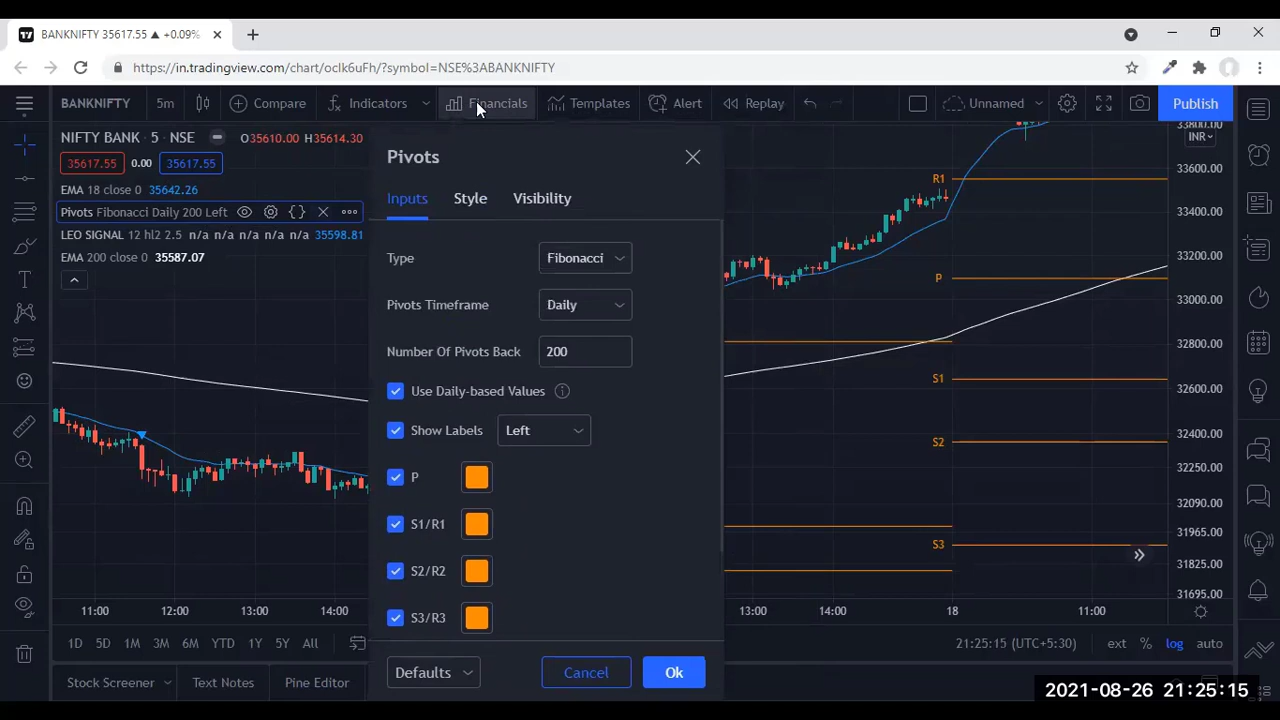 BANKNIFTY 35617.55 ▲ +0.09%
https://in.tradingview.com/chart/oclk6uFh/?symbol=NSE%3ABANKNIFTY
BANKNIFTY 5m Compare Indicators Financials Templates Alert Replay Unnamed Publish
NIFTY BANK · 5 · NSE O35610.00 H35614.30
35617.55 0.00 35617.55
EMA 18 close 0 35642.26
Pivots Fibonacci Daily 200 Left
LEO SIGNAL 12 hl2 2.5 n/a n/a n/a n/a n/a 35598.81
EMA 200 close 0 35587.07
Pivots
Inputs Style Visibility
Type Fibonacci
Pivots Timeframe Daily
Number Of Pivots Back 200
Use Daily-based Values
Show Labels Left
P
S1/R1
S2/R2
S3/R3
Defaults Cancel Ok
R1
P
S1
S2
S3
33800.00
INR
33600.00
33400.00
33200.00
33000.00
32800.00
32600.00
32400.00
32250.00
32090.00
31965.00
31825.00
31695.00
11:00 12:00 13:00 14:00 13:00 14:00 18 11:00
1D 5D 1M 3M 6M YTD 1Y 5Y All 21:25:15 (UTC+5:30) ext % log auto
Stock Screener Text Notes Pine Editor
2021-08-26 21:25:15